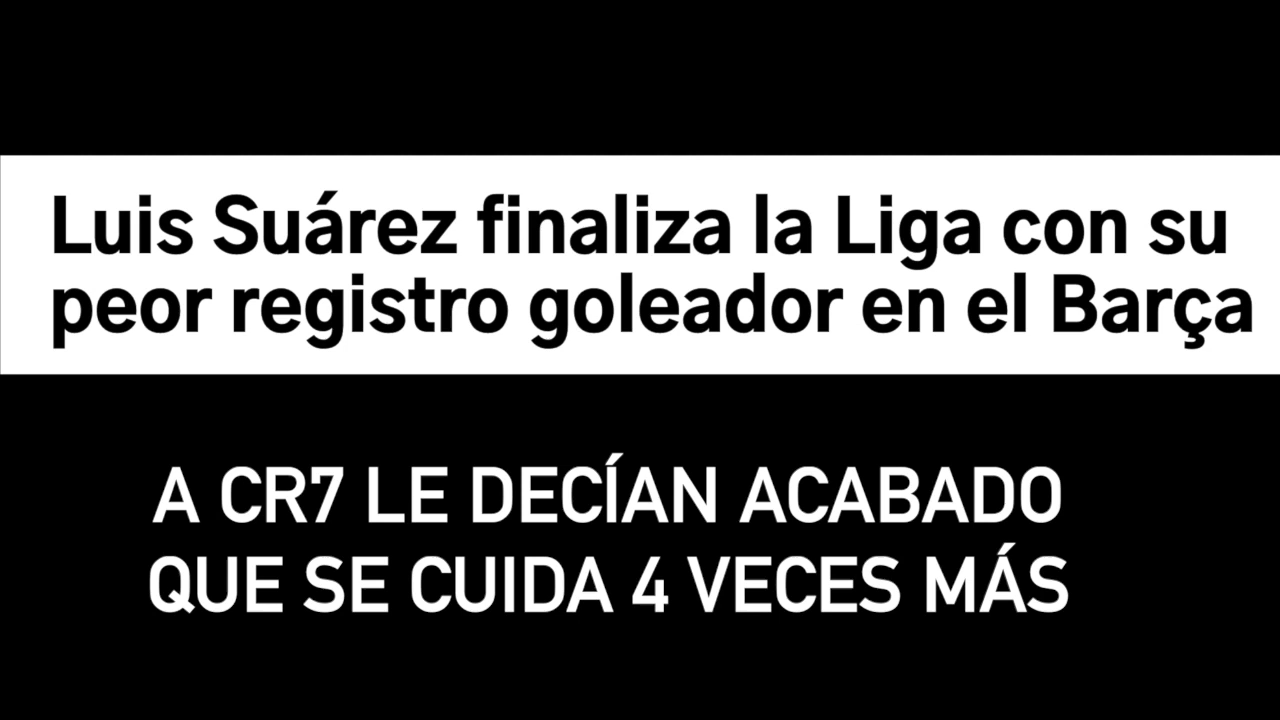 Luis Suárez finaliza la Liga con su
peor registro goleador en el Barça
A CR7 LE DECÍAN ACABADO
QUE SE CUIDA 4 VECES MÁS